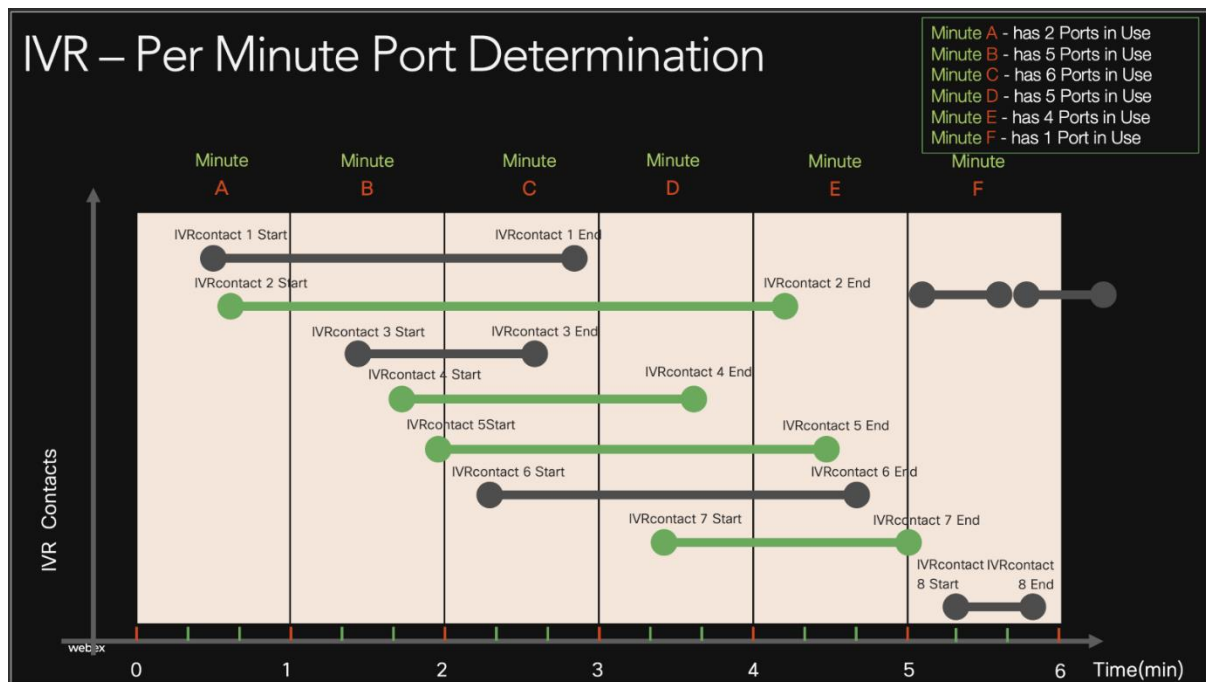 IVR – Per Minute Port Determination
Minute A - has 2 Ports in Use
Minute B - has 5 Ports in Use
Minute C - has 6 Ports in Use
Minute D - has 5 Ports in Use
Minute E - has 4 Ports in Use
Minute F - has 1 Port in Use
Minute Minute Minute Minute Minute Minute
A B C D E F
IVRcontact 1 Start IVRcontact 1 End
IVRcontact 2 Start IVRcontact 2 End
IVRcontact 3 Start IVRcontact 3 End
IVRcontact 4 Start IVRcontact 4 End
IVRcontact 5Start IVRcontact 5 End
IVRcontact 6 Start IVRcontact 6 End
IVRcontact 7 Start IVRcontact 7 End
IVRcontact IVRcontact
8 Start 8 End
IVR Contacts
webex
0 1 2 3 4 5 6 Time(min)